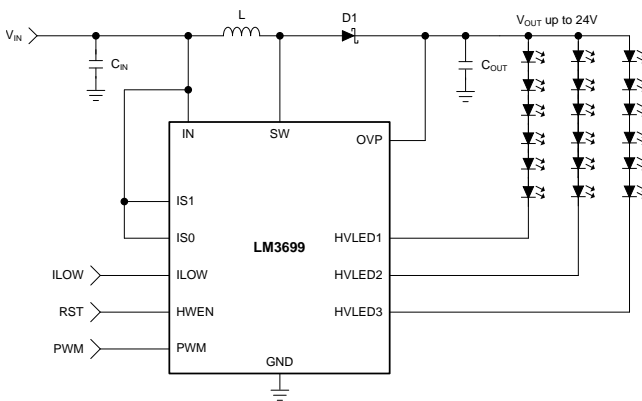 L
D1
VOUT up to 24V
VIN
CIN
COUT
IN
SW
OVP
IS1
IS0
LM3699
HVLED1
ILOW
ILOW
HVLED2
RST
HWEN
HVLED3
PWM
PWM
GND